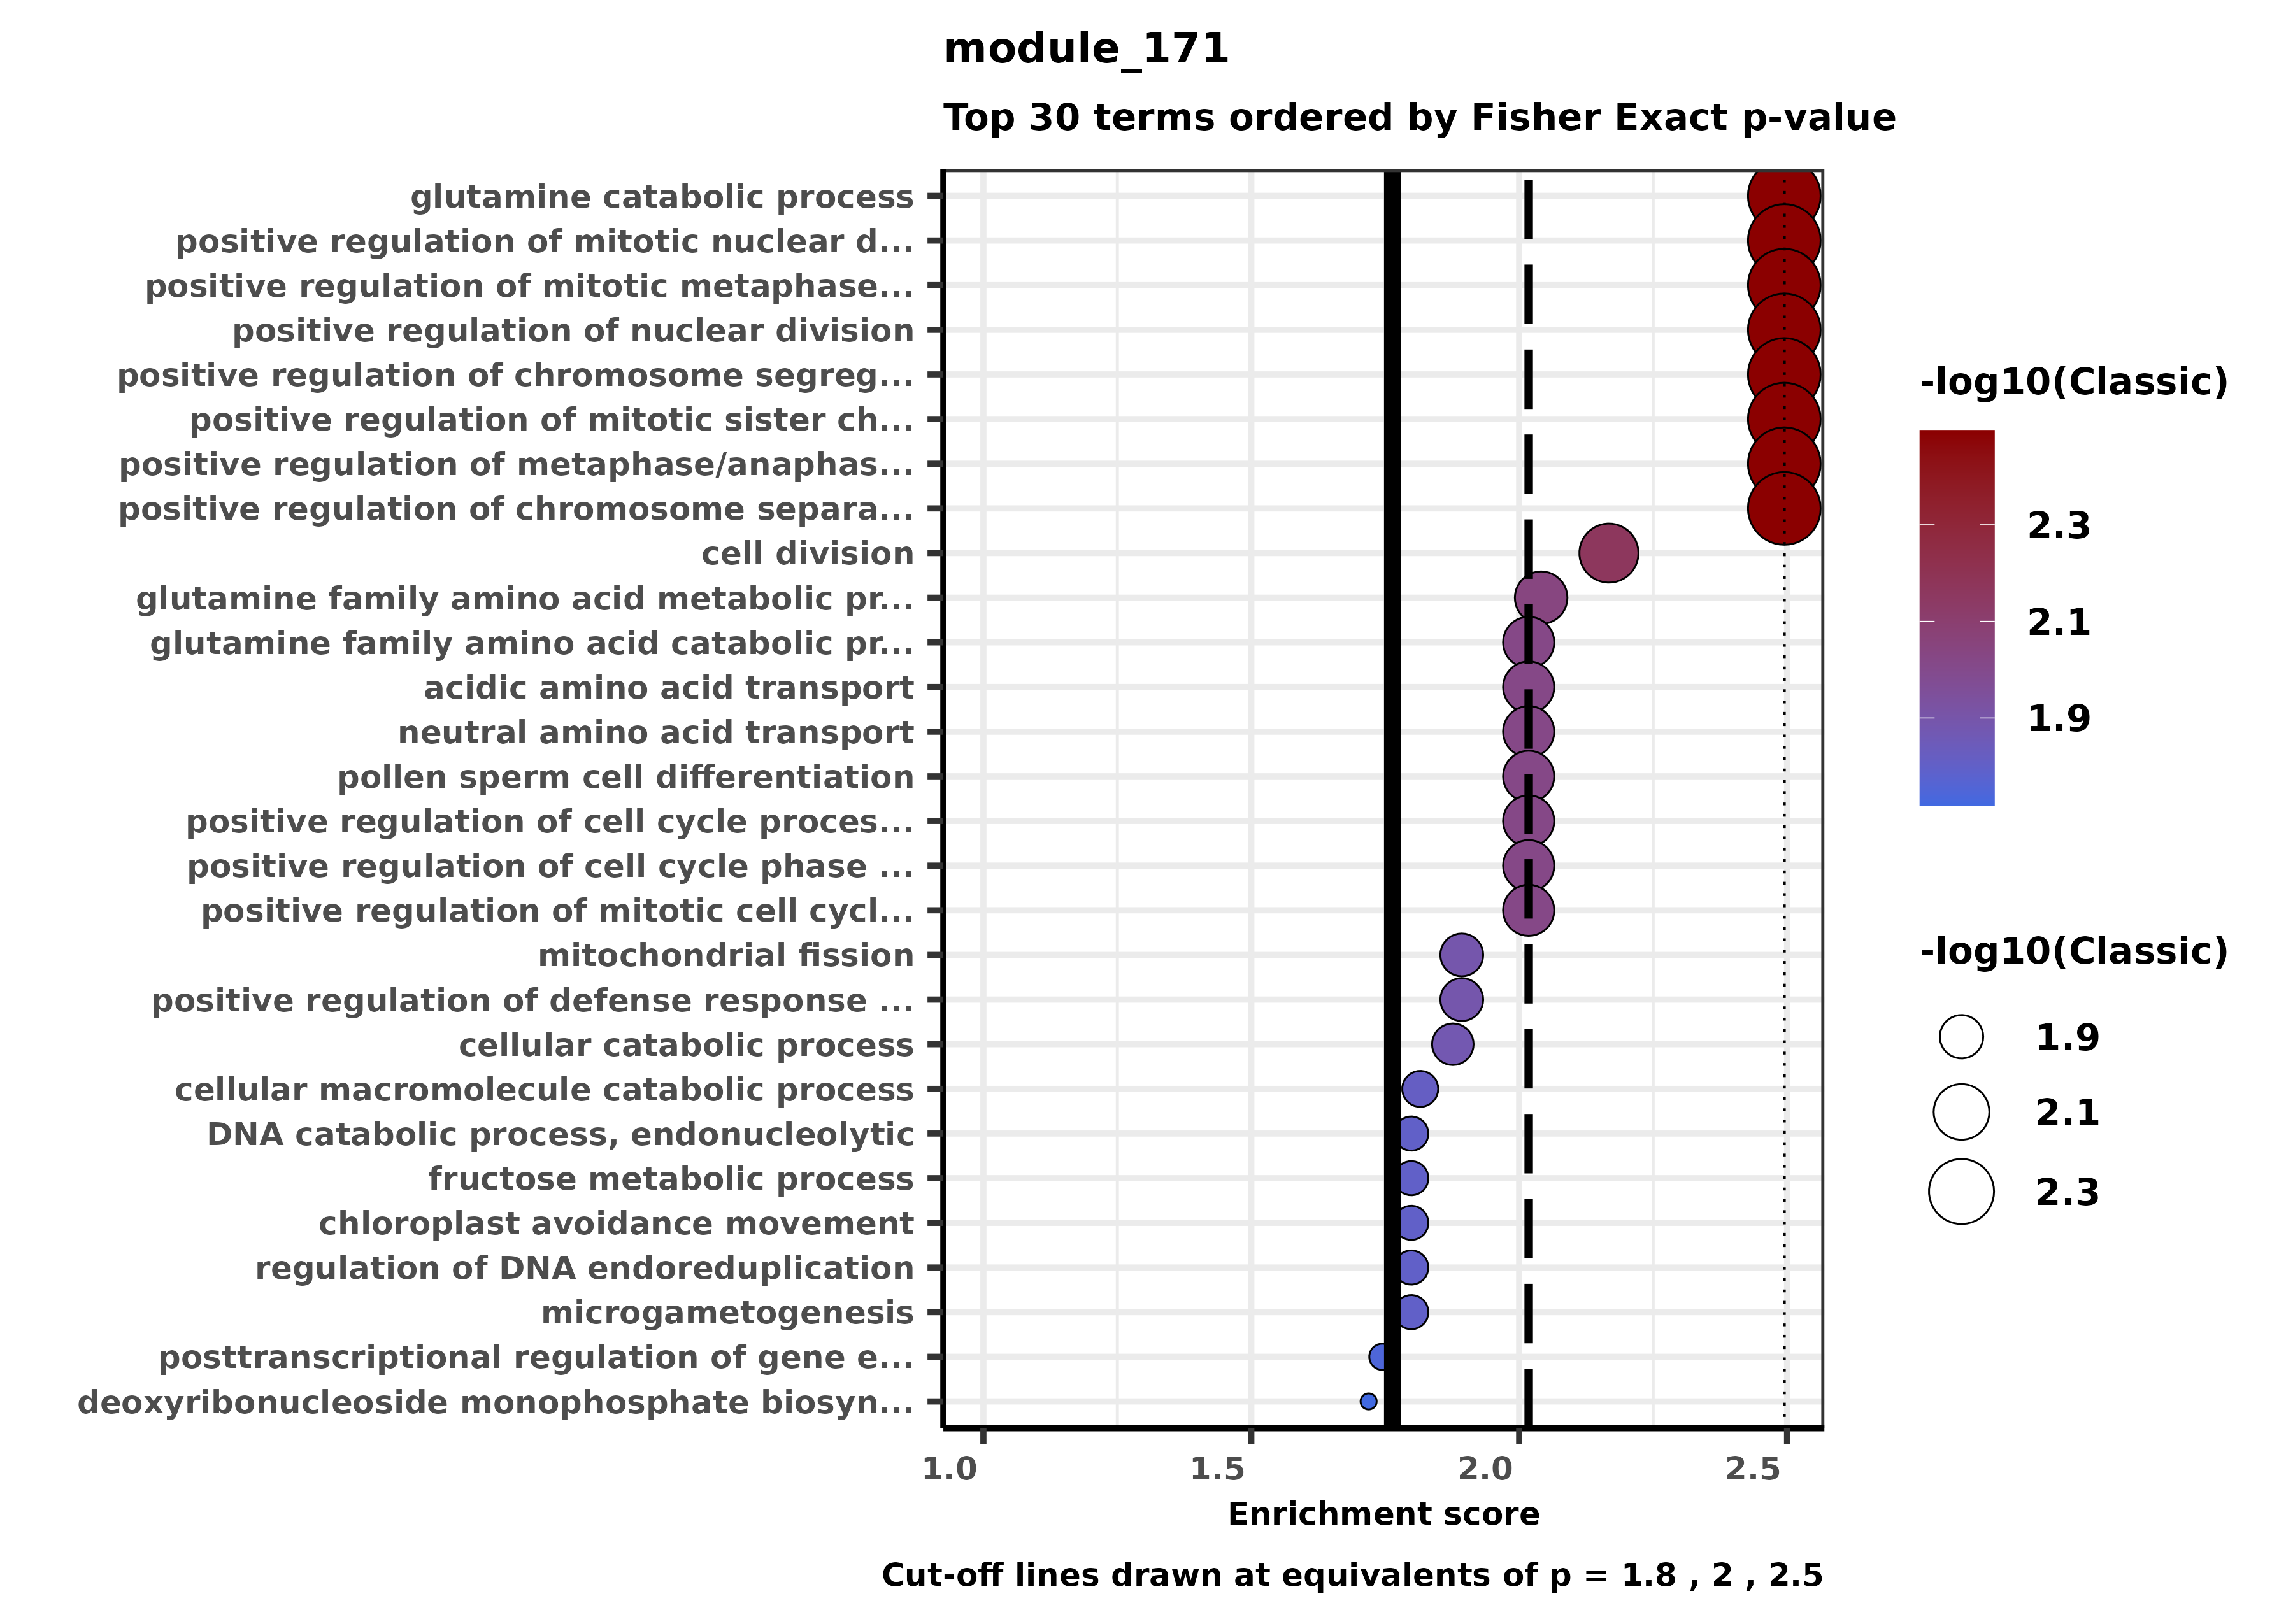 module_171
Top 30 terms ordered by Fisher Exact p-value
glutamine catabolic process
positive regulation of mitotic nuclear d...
positive regulation of mitotic metaphase...
positive regulation of nuclear division
positive regulation of chromosome segreg...
positive regulation of mitotic sister ch...
positive regulation of metaphase/anaphas...
positive regulation of chromosome separa...
cell division
glutamine family amino acid metabolic pr...
glutamine family amino acid catabolic pr...
acidic amino acid transport
neutral amino acid transport
pollen sperm cell differentiation
positive regulation of cell cycle proces...
positive regulation of cell cycle phase ...
positive regulation of mitotic cell cycl...
mitochondrial fission
positive regulation of defense response ...
cellular catabolic process
cellular macromolecule catabolic process
DNA catabolic process, endonucleolytic
fructose metabolic process
chloroplast avoidance movement
regulation of DNA endoreduplication
microgametogenesis
posttranscriptional regulation of gene e...
deoxyribonucleoside monophosphate biosyn...
1.0 1.5 2.0 2.5
Enrichment score
Cut-off lines drawn at equivalents of p = 1.8 , 2 , 2.5
-log10(Classic)
2.3
2.1
1.9
-log10(Classic)
1.9
2.1
2.3